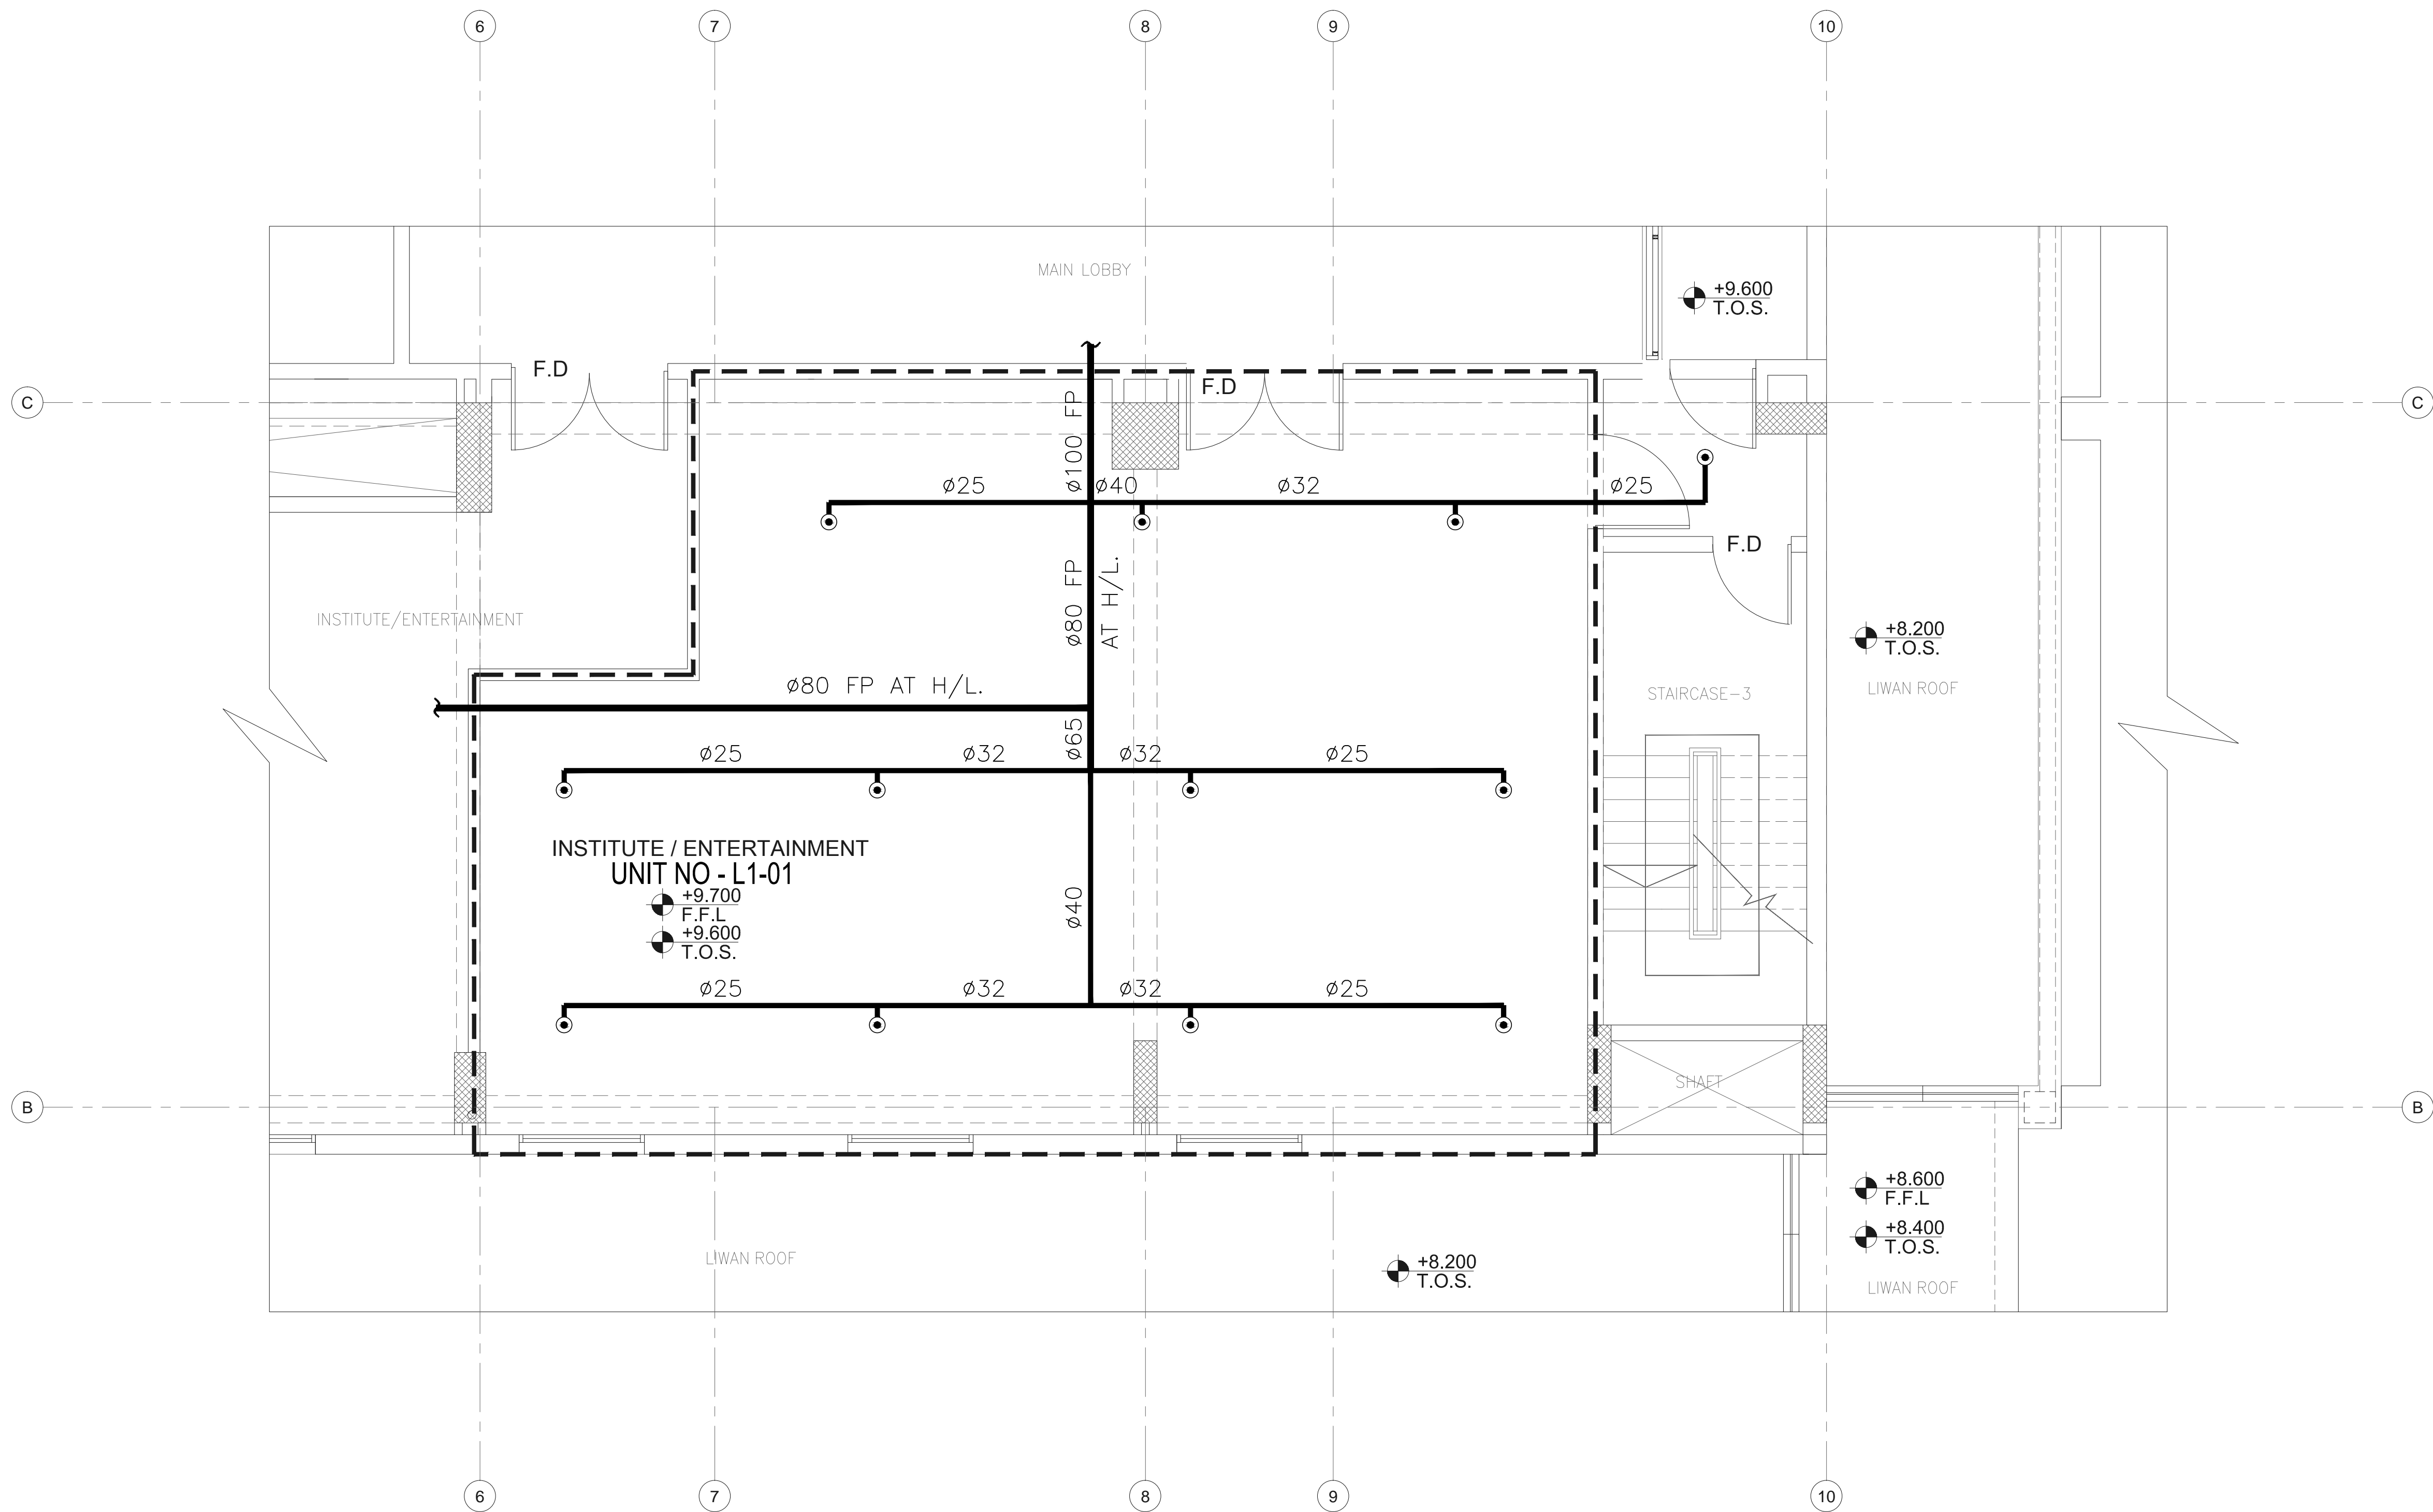 6 7 8 9 10
MAIN LOBBY
+9.600
T.O.S.
F.D
F.D
C C
ø100 FP
ø25 ø40 ø32 ø25
F.D
ø80 FP
AT H/L.
INSTITUTE/ENTERTAINMENT
+8.200
T.O.S.
LIWAN ROOF
STAIRCASE-3
ø80 FP AT H/L.
ø65
ø25 ø32 ø32 ø25
INSTITUTE / ENTERTAINMENT
UNIT NO - L1-01
+9.700
F.F.L
+9.600
T.O.S.
ø40
ø25 ø32 ø32 ø25
SHAFT
B B
+8.600
F.F.L
+8.400
T.O.S.
LIWAN ROOF
LIWAN ROOF
+8.200
T.O.S.
6 7 8 9 10